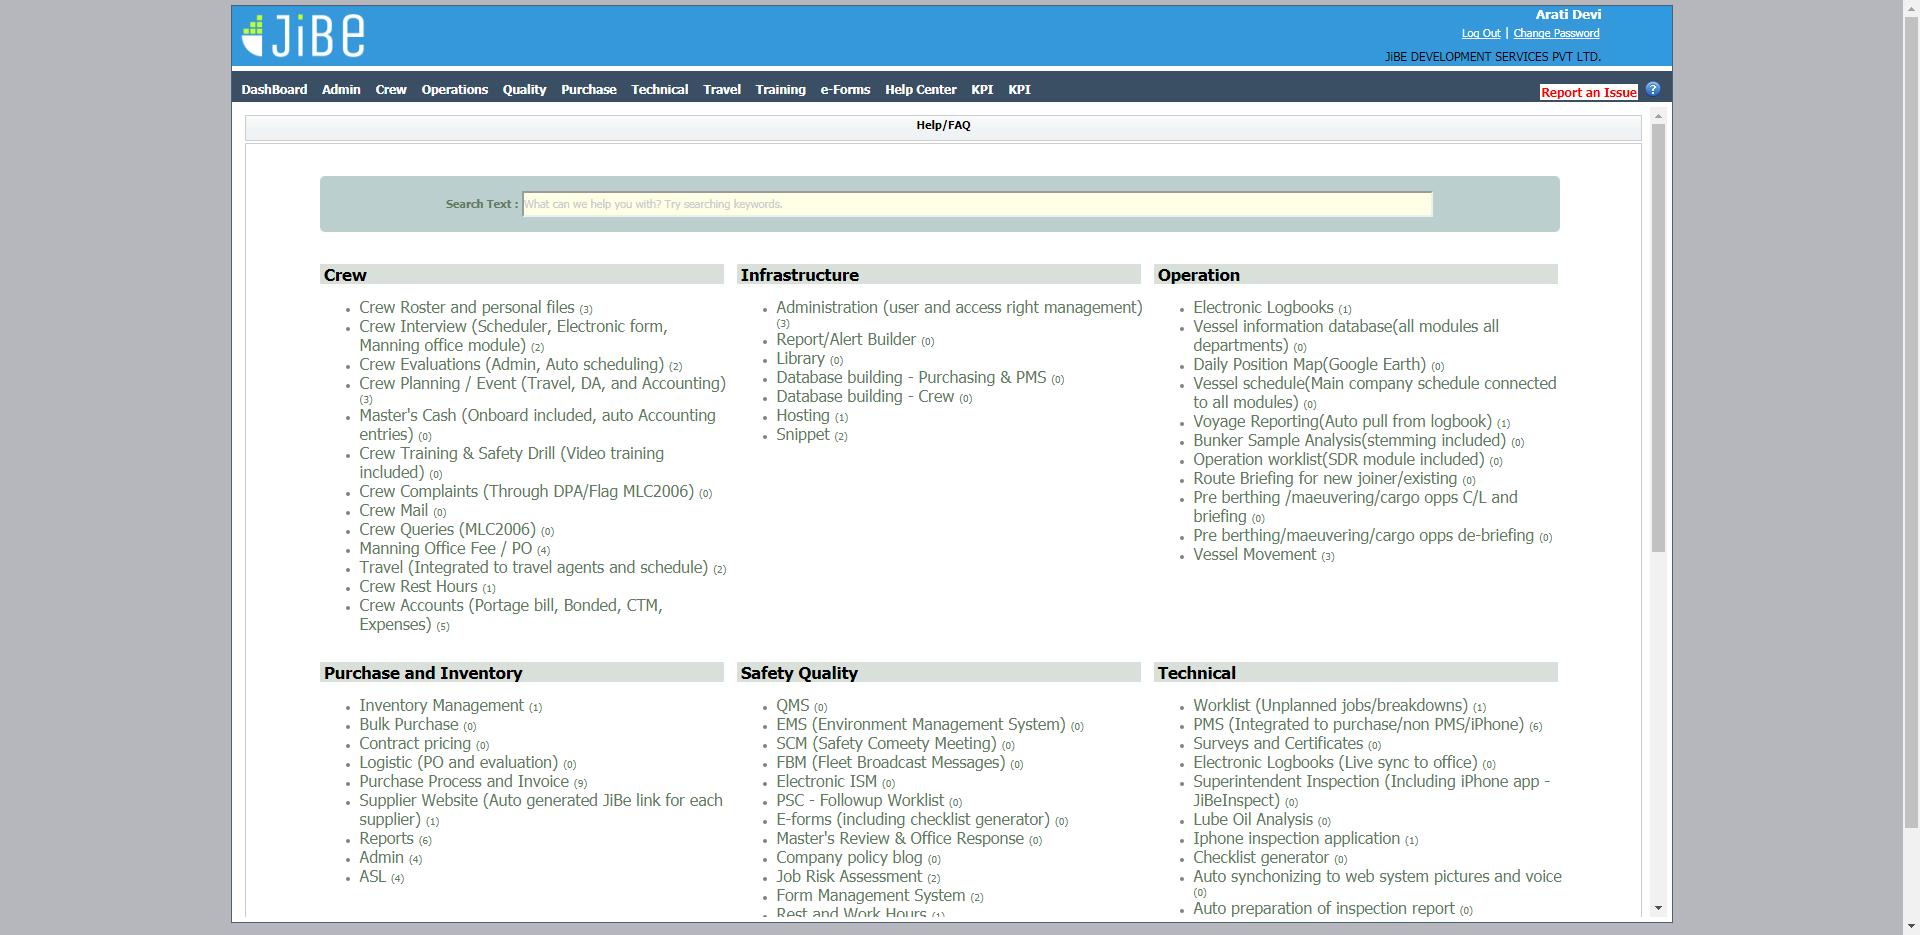 JiBE
Arati Devi
Log Out | Change Password
JiBE DEVELOPMENT SERVICES PVT LTD.
DashBoard Admin Crew Operations Quality Purchase Technical Travel Training e-Forms Help Center KPI KPI
Report an Issue ?
Help/FAQ
Search Text : What can we help you with? Try searching keywords.
Crew
Crew Roster and personal files (3)
Crew Interview (Scheduler, Electronic form,
Manning office module) (2)
Crew Evaluations (Admin, Auto scheduling) (2)
Crew Planning / Event (Travel, DA, and Accounting)
(3)
Master's Cash (Onboard included, auto Accounting
entries) (0)
Crew Training & Safety Drill (Video training
included) (0)
Crew Complaints (Through DPA/Flag MLC2006) (0)
Crew Mail (0)
Crew Queries (MLC2006) (0)
Manning Office Fee / PO (4)
Travel (Integrated to travel agents and schedule) (2)
Crew Rest Hours (1)
Crew Accounts (Portage bill, Bonded, CTM,
Expenses) (5)
Infrastructure
Administration (user and access right management)
(3)
Report/Alert Builder (0)
Library (0)
Database building - Purchasing & PMS (0)
Database building - Crew (0)
Hosting (1)
Snippet (2)
Operation
Electronic Logbooks (1)
Vessel information database(all modules all
departments) (0)
Daily Position Map(Google Earth) (0)
Vessel schedule(Main company schedule connected
to all modules) (0)
Voyage Reporting(Auto pull from logbook) (1)
Bunker Sample Analysis(stemming included) (0)
Operation worklist(SDR module included) (0)
Route Briefing for new joiner/existing (0)
Pre berthing /maeuvering/cargo opps C/L and
briefing (0)
Pre berthing/maeuvering/cargo opps de-briefing (0)
Vessel Movement (3)
Purchase and Inventory
Inventory Management (1)
Bulk Purchase (0)
Contract pricing (0)
Logistic (PO and evaluation) (0)
Purchase Process and Invoice (9)
Supplier Website (Auto generated JiBe link for each
supplier) (1)
Reports (6)
Admin (4)
ASL (4)
Safety Quality
QMS (0)
EMS (Environment Management System) (0)
SCM (Safety Comeety Meeting) (0)
FBM (Fleet Broadcast Messages) (0)
Electronic ISM (0)
PSC - Followup Worklist (0)
E-forms (including checklist generator) (0)
Master's Review & Office Response (0)
Company policy blog (0)
Job Risk Assessment (2)
Form Management System (2)
Rest and Work Hours (1)
Technical
Worklist (Unplanned jobs/breakdowns) (1)
PMS (Integrated to purchase/non PMS/iPhone) (6)
Surveys and Certificates (0)
Electronic Logbooks (Live sync to office) (0)
Superintendent Inspection (Including iPhone app -
JiBeInspect) (0)
Lube Oil Analysis (0)
Iphone inspection application (1)
Checklist generator (0)
Auto synchonizing to web system pictures and voice
(0)
Auto preparation of inspection report (0)